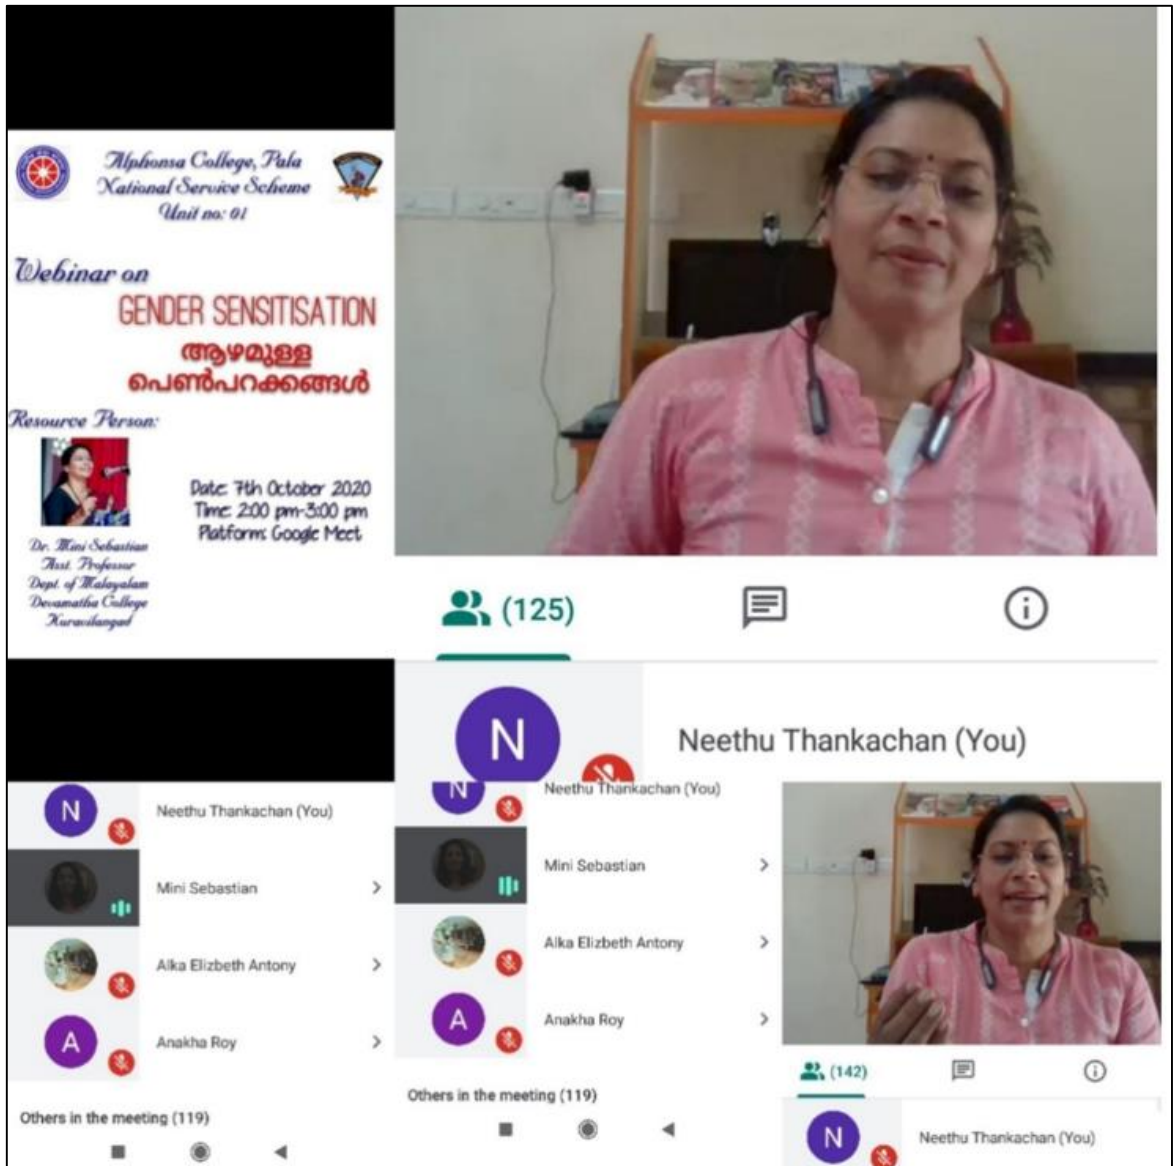 Alphonsa College, Pala
National Service Scheme
Unit no: 01
Webinar on
GENDER SENSITISATION
ആഴമുള്ള
പെൺപറക്കങ്ങൾ
Resource Person:
Dr. Mini Sebastian
Asst. Professor
Dept. of Malayalam
Devamatha College
Kuravilangad
Date: 7th October 2020
Time: 2:00 pm-3:00 pm
Platform: Google Meet
(125)
N
Neethu Thankachan (You)
N
Neethu Thankachan (You)
Mini Sebastian
Alka Elizbeth Antony
A
Anakha Roy
Others in the meeting (119)
N
Neethu Thankachan (You)
Mini Sebastian
Alka Elizbeth Antony
A
Anakha Roy
Others in the meeting (119)
(142)
N
Neethu Thankachan (You)